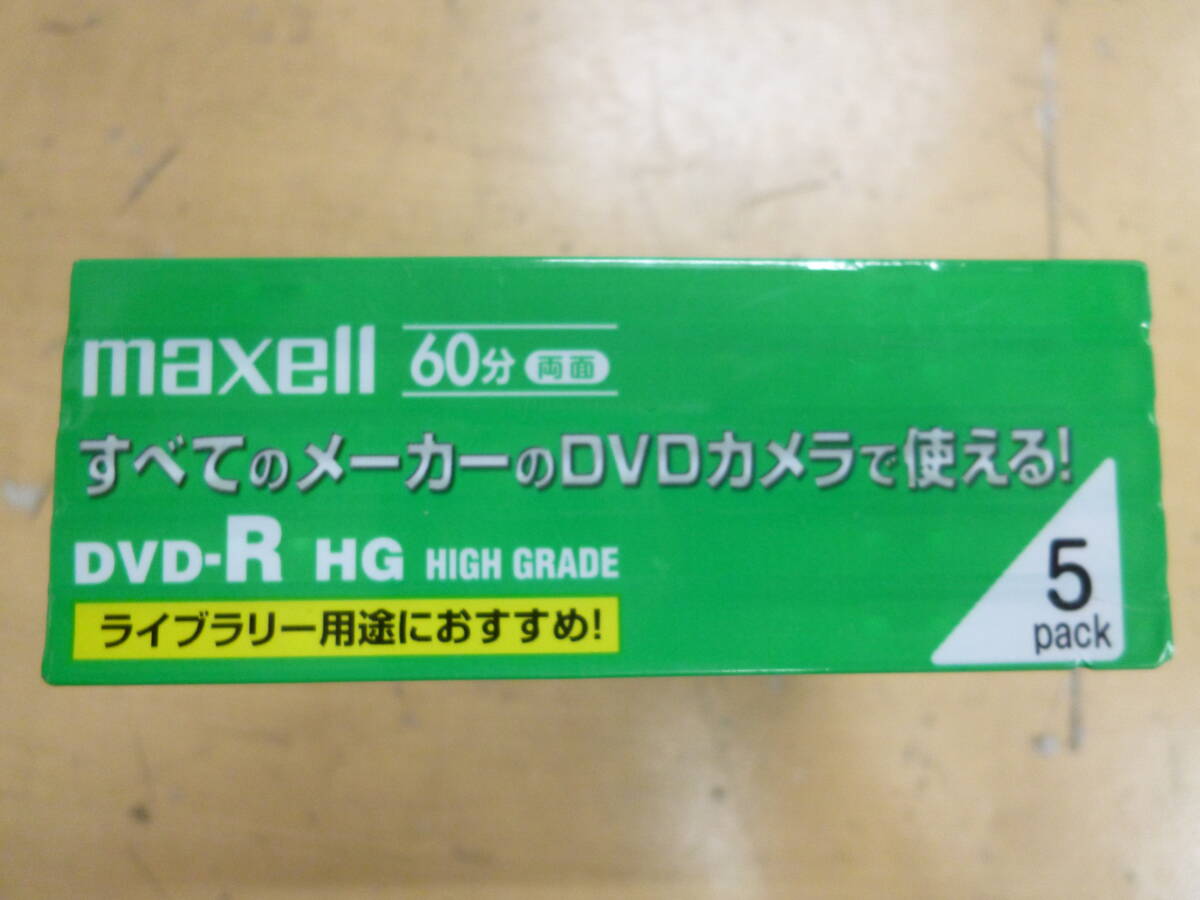 maxell 60分 両面
すべてのメーカーのDVDカメラで使える!
DVD-R HG HIGH GRADE
ライブラリー用途におすすめ!
5
pack